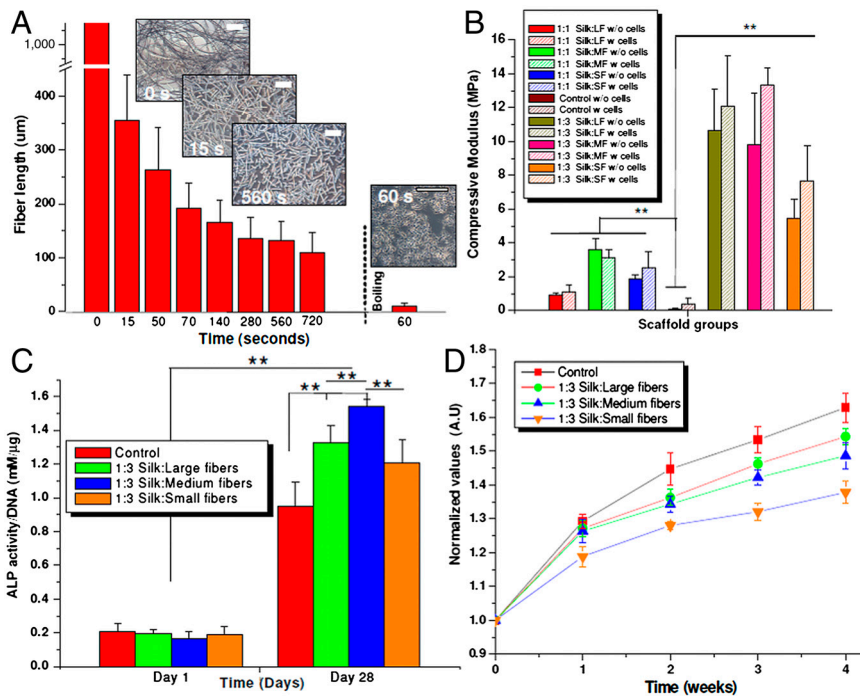 A
1,000
400
350
300
250
200
150
100
50
0
Fiber length (um)
0 s
15 s
560 s
60 s
Boiling
0 15 50 70 140 280 560 720 60
Time (seconds)
B
1:1 Silk:LF w/o cells
1:1 Silk:LF w cells
1:1 Silk:MF w/o cells
1:1 Silk:MF w cells
1:1 Silk:SF w/o cells
1:1 Silk:SF w cells
Control w/o cells
Control w cells
1:3 Silk:LF w/o cells
1:3 Silk:LF w cells
1:3 Silk:MF w/o cells
1:3 Silk:MF w cells
1:3 Silk:SF w/o cells
1:3 Silk:SF w cells
**
**
16
14
12
10
8
6
4
2
0
Compressive Modulus (MPa)
Scaffold groups
C
**
**
**
**
1.6
1.4
1.2
1.0
0.8
0.6
0.4
0.2
0.0
ALP activity/DNA (mM/µg)
Control
1:3 Silk:Large fibers
1:3 Silk:Medium fibers
1:3 Silk:Small fibers
Day 1 Day 28
Time (Days)
D
1.8
1.7
1.6
1.5
1.4
1.3
1.2
1.1
1.0
0.9
Normalized values (A.U)
Control
1:3 Silk:Large fibers
1:3 Silk:Medium fibers
1:3 Silk:Small fibers
0 1 2 3 4
Time (weeks)